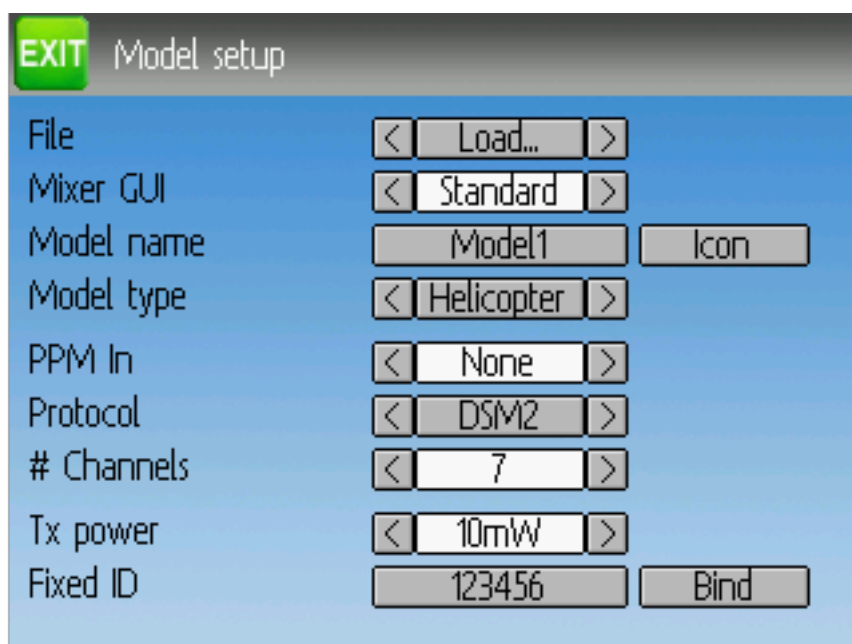 EXIT Model setup
File < Load... >
Mixer GUI < Standard >
Model name Model1 Icon
Model type < Helicopter >
PPM In < None >
Protocol < DSM2 >
# Channels < 7 >
Tx power < 10mW >
Fixed ID 123456 Bind